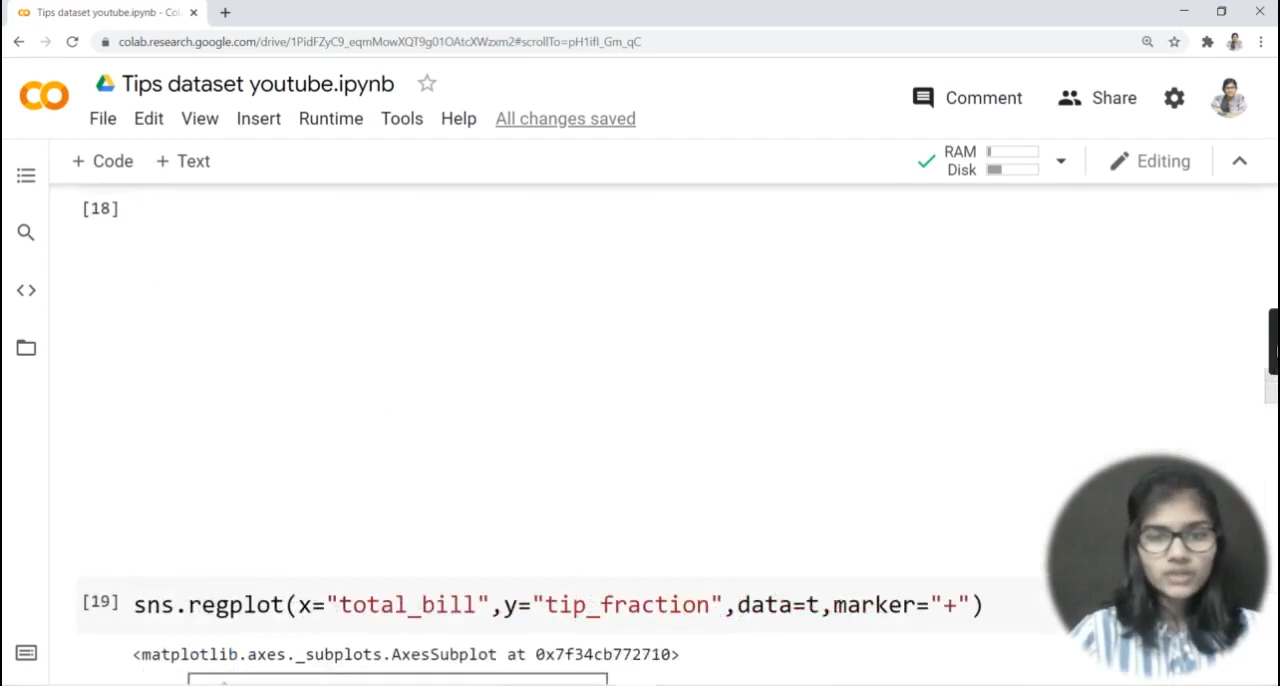 Tips dataset youtube.ipynb - Col
colab.research.google.com/drive/1PidFZyC9_eqmMowXQT9g01OAtcXWzxm2#scrollTo=pH1ifI_Gm_qC
Tips dataset youtube.ipynb
Comment Share
File Edit View Insert Runtime Tools Help All changes saved
+ Code + Text RAM Disk Editing
[18]
[19] sns.regplot(x="total_bill",y="tip_fraction",data=t,marker="+")
<matplotlib.axes._subplots.AxesSubplot at 0x7f34cb772710>